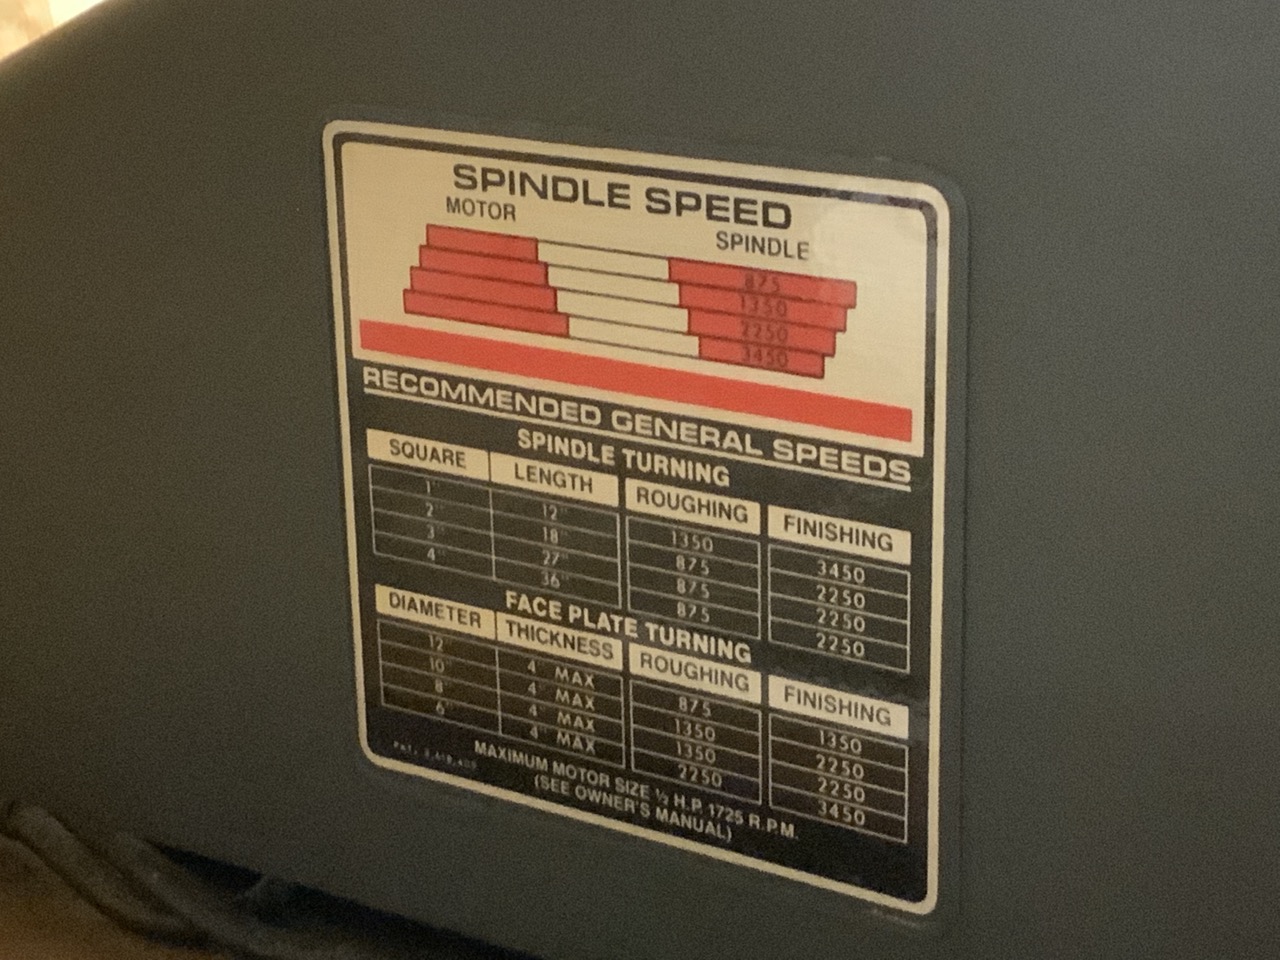 SPINDLE SPEED
MOTOR SPINDLE
875
1350
2250
3450
RECOMMENDED GENERAL SPEEDS
SPINDLE TURNING
SQUARE LENGTH ROUGHING FINISHING
1" 12" 1350 3450
2" 18" 875 2250
3" 27" 875 2250
4" 36" 875 2250
FACE PLATE TURNING
DIAMETER THICKNESS ROUGHING FINISHING
12" 4" MAX 875 1350
10" 4" MAX 1350 2250
8" 4" MAX 1350 2250
6" 4" MAX 2250 3450
MAXIMUM MOTOR SIZE ½ H.P. 1725 R.P.M.
(SEE OWNER'S MANUAL)
PAT.